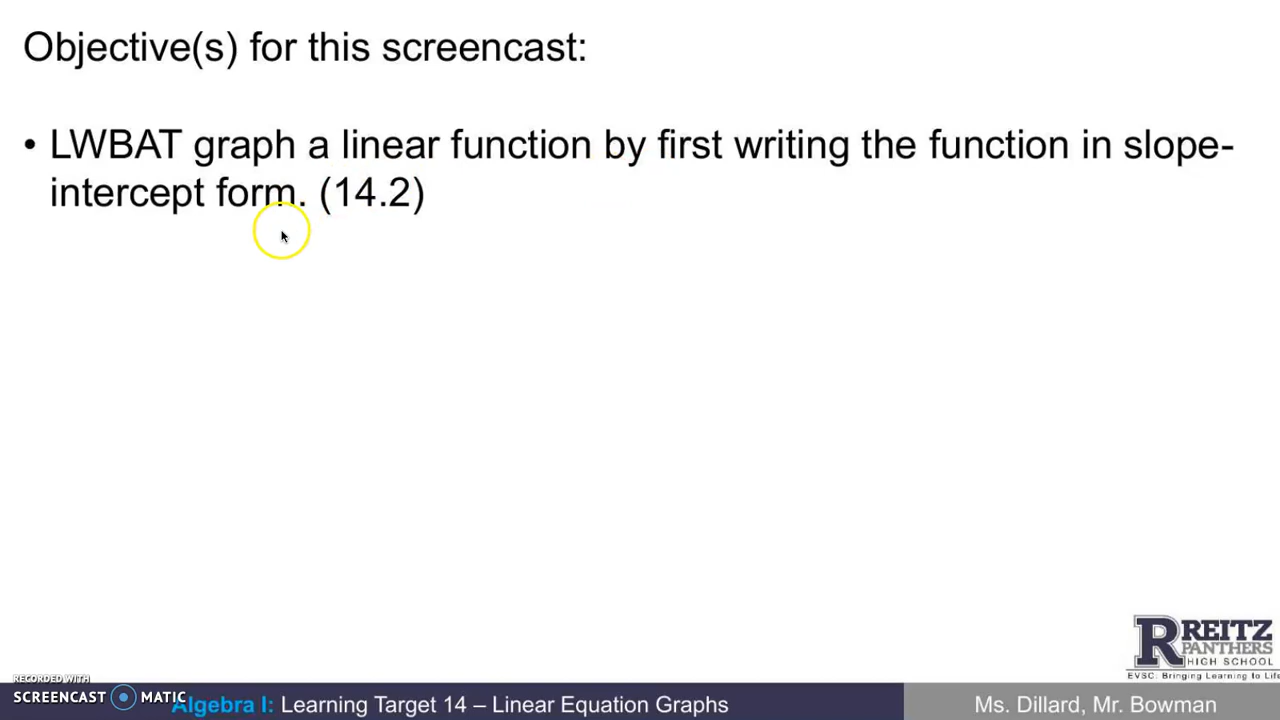 Objective(s) for this screencast:
• LWBAT graph a linear function by first writing the function in slope-
intercept form. (14.2)
REITZ
PANTHERS
HIGH SCHOOL
EVSC: Bringing Learning to Life
RECORDED WITH
SCREENCAST MATIC
Algebra I: Learning Target 14 – Linear Equation Graphs
Ms. Dillard, Mr. Bowman